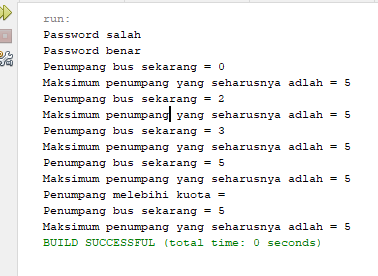 run:
Password salah
Password benar
Penumpang bus sekarang = 0
Maksimum penumpang yang seharusnya adlah = 5
Penumpang bus sekarang = 2
Maksimum penumpang yang seharusnya adlah = 5
Penumpang bus sekarang = 3
Maksimum penumpang yang seharusnya adlah = 5
Penumpang bus sekarang = 5
Maksimum penumpang yang seharusnya adlah = 5
Penumpang melebihi kuota =
Penumpang bus sekarang = 5
Maksimum penumpang yang seharusnya adlah = 5
BUILD SUCCESSFUL (total time: 0 seconds)